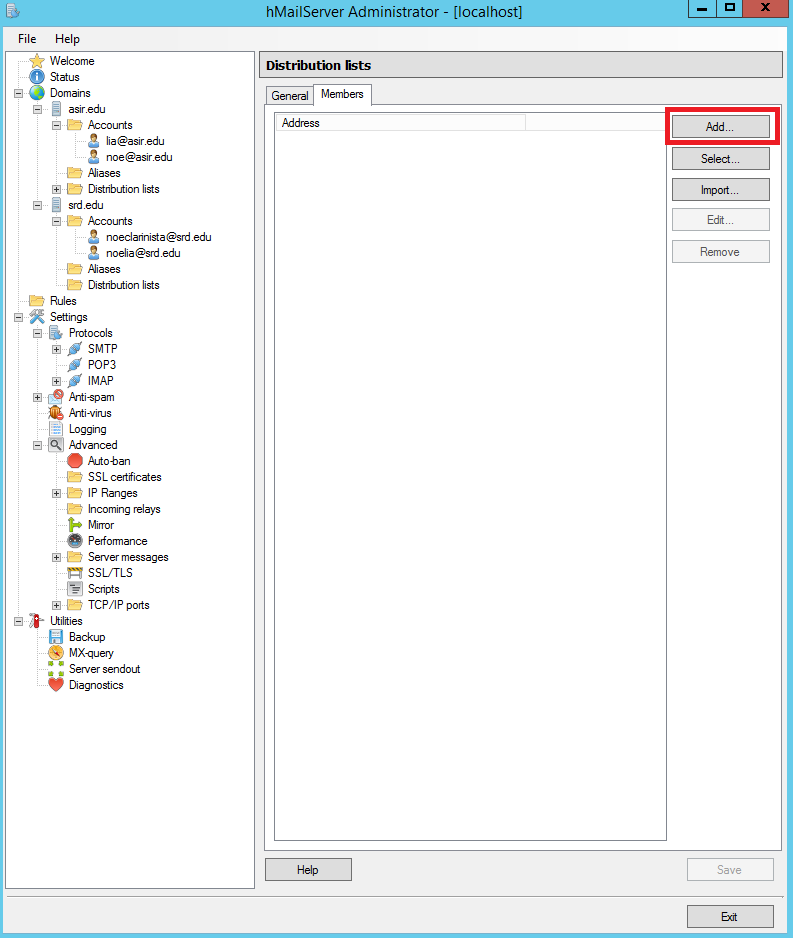 hMailServer Administrator - [localhost]
File Help
Welcome
Status
Domains
asir.edu
Accounts
lia@asir.edu
noe@asir.edu
Aliases
Distribution lists
srd.edu
Accounts
noeclarinista@srd.edu
noelia@srd.edu
Aliases
Distribution lists
Rules
Settings
Protocols
SMTP
POP3
IMAP
Anti-spam
Anti-virus
Logging
Advanced
Auto-ban
SSL certificates
IP Ranges
Incoming relays
Mirror
Performance
Server messages
SSL/TLS
Scripts
TCP/IP ports
Utilities
Backup
MX-query
Server sendout
Diagnostics
Distribution lists
General Members
Address
Add...
Select...
Import...
Edit...
Remove
Help Save
Exit